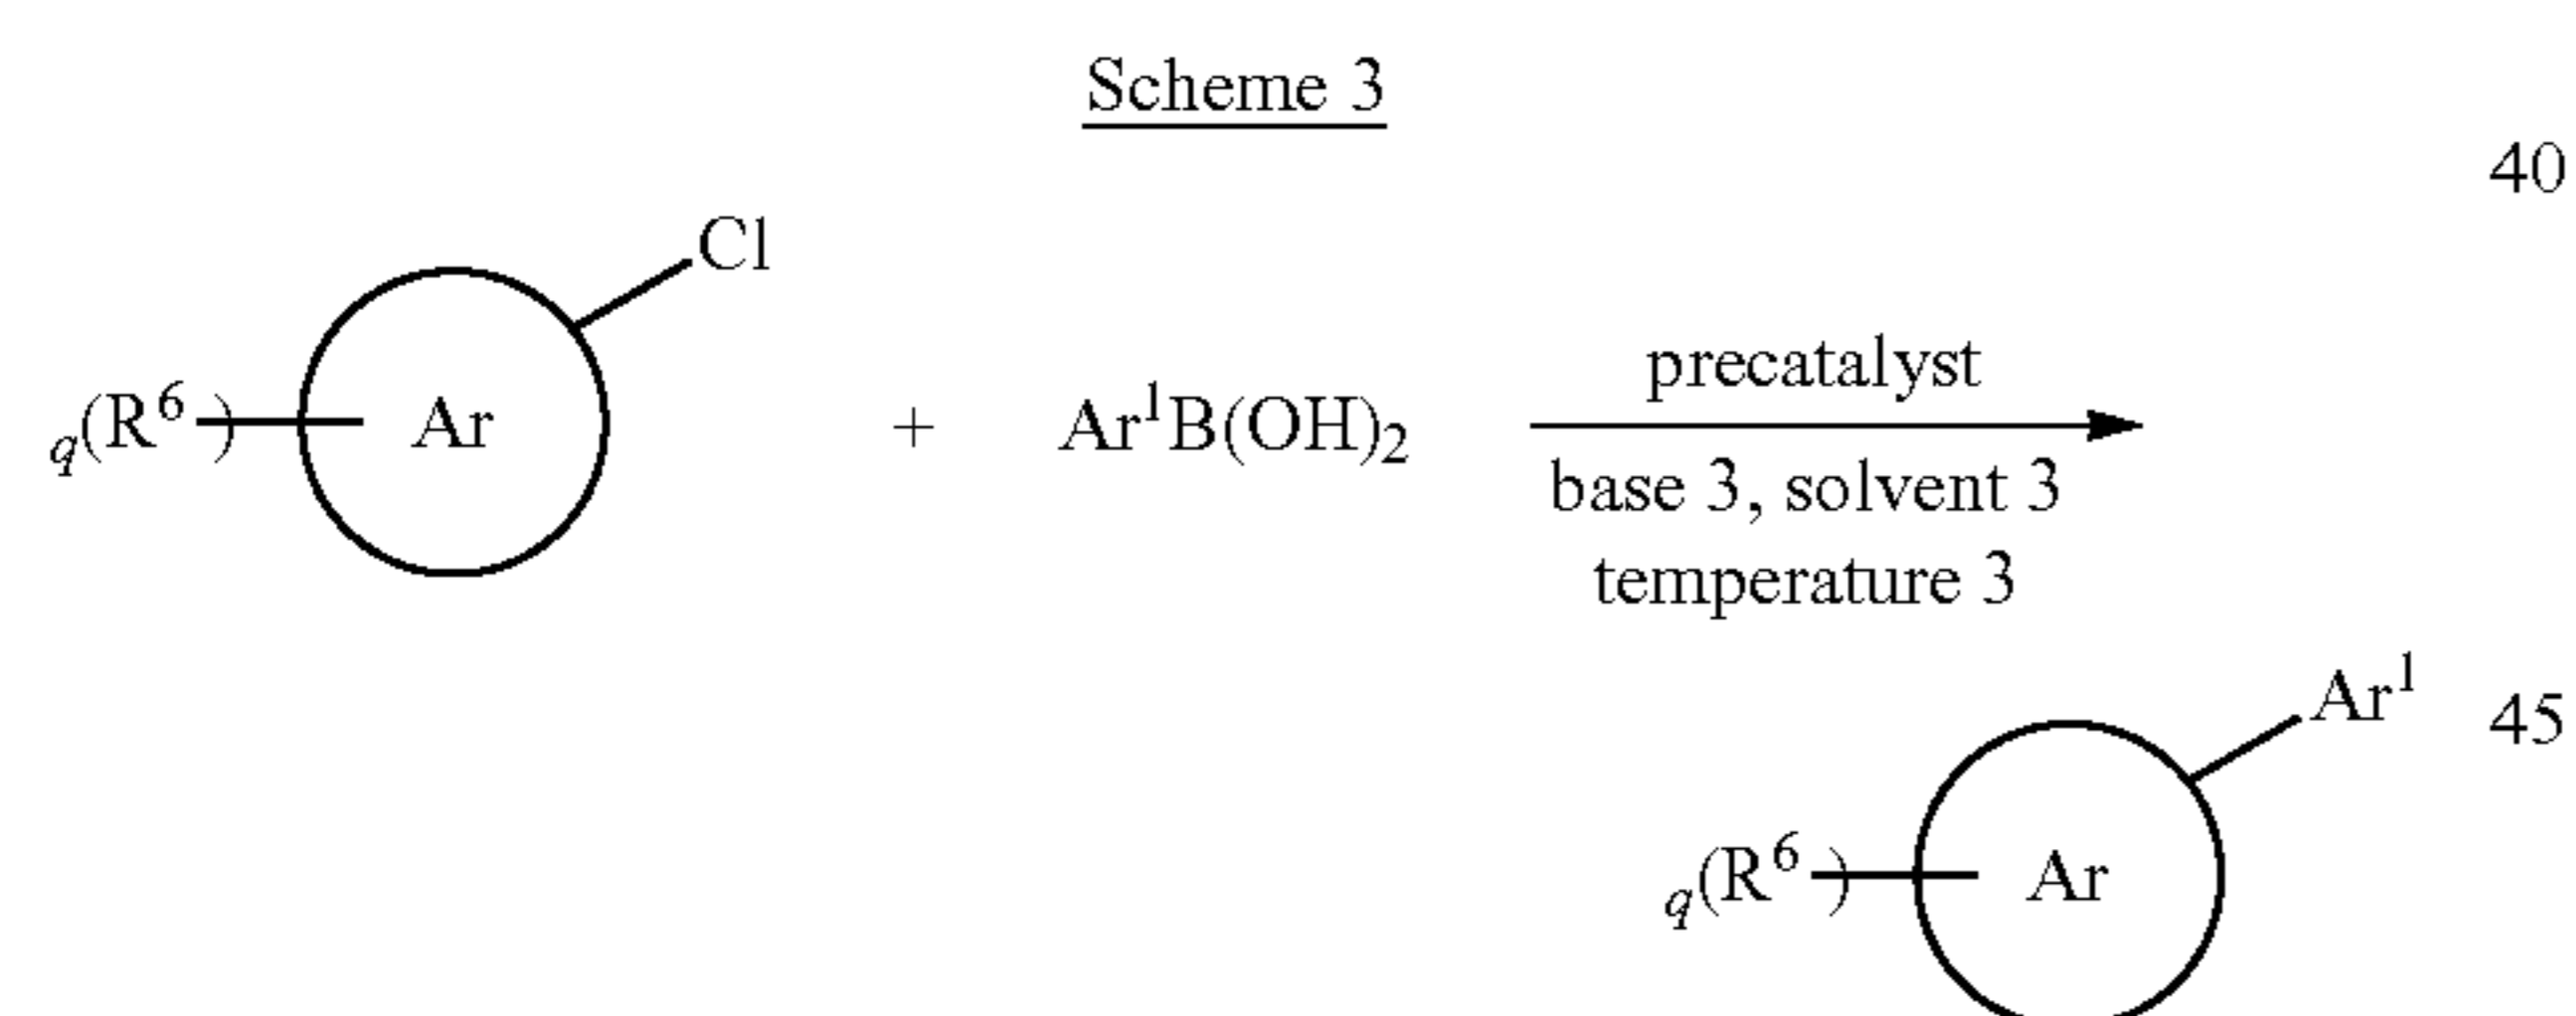 Scheme 3
40
Cl
q(R⁶) Ar + Ar¹B(OH)₂
precatalyst
base 3, solvent 3
temperature 3
Ar¹
45
q(R⁶) Ar